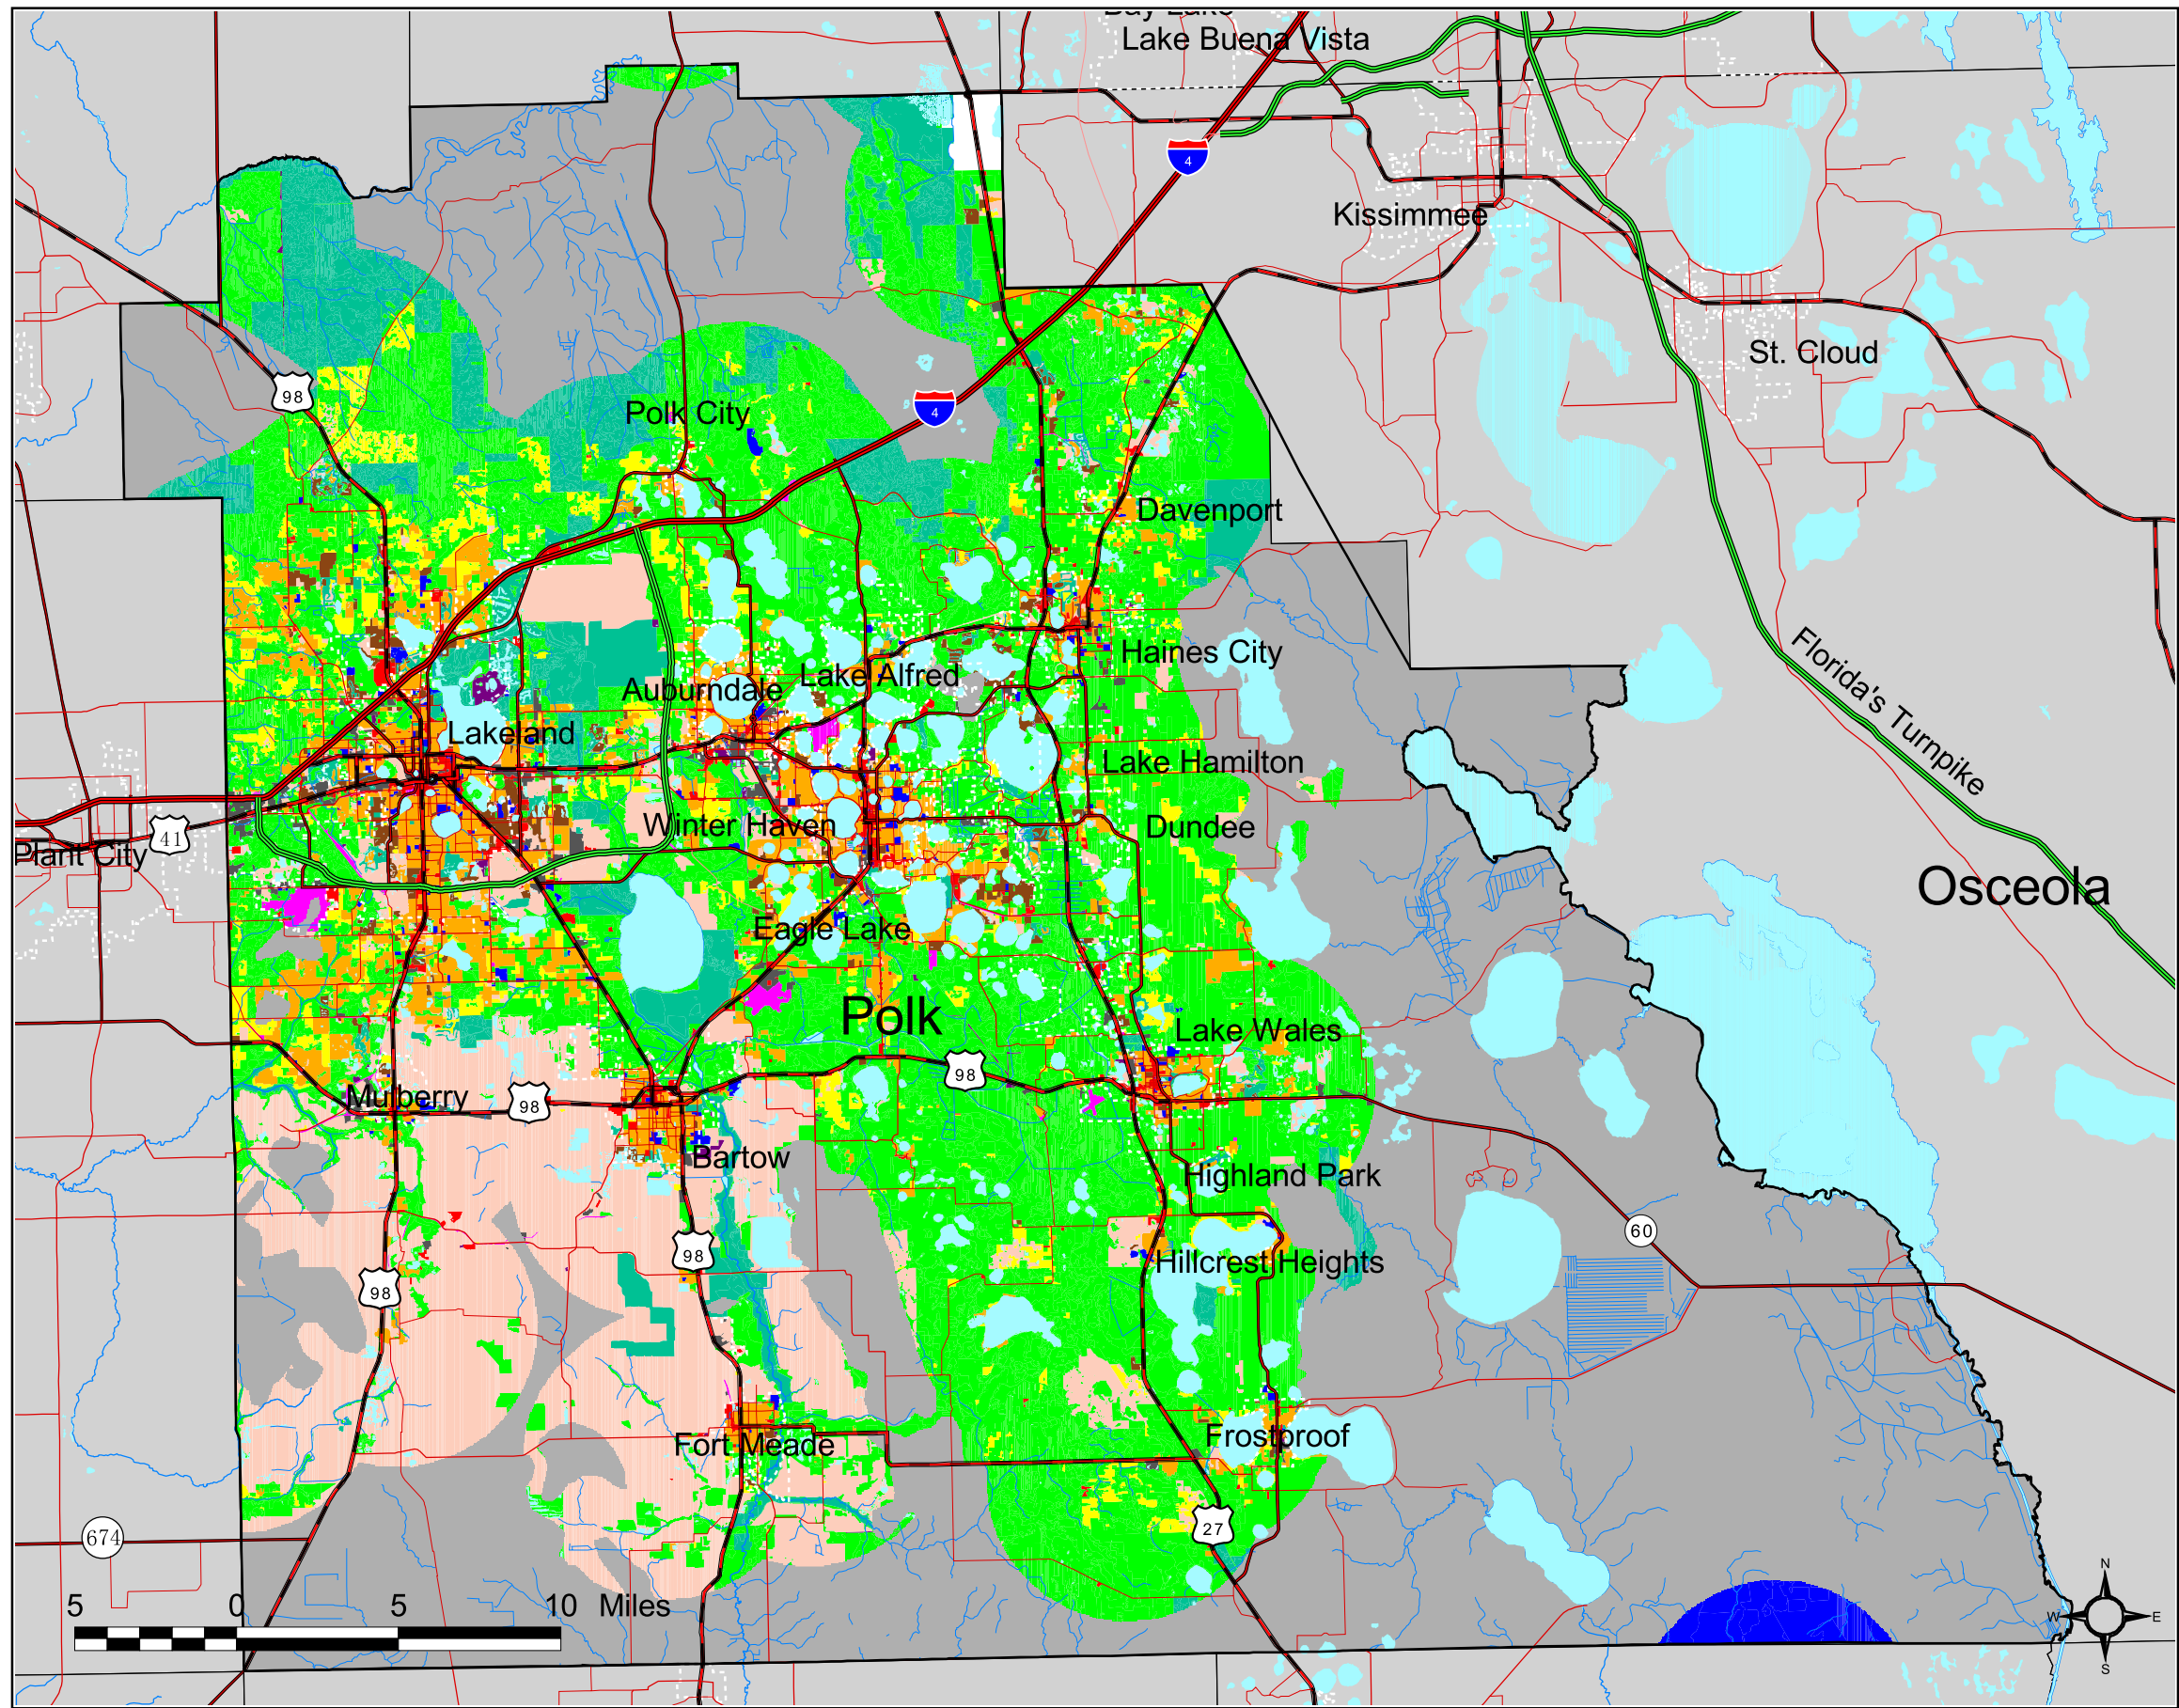 Bay Lake
Lake Buena Vista
4
Kissimmee
St. Cloud
98
Polk City
4
Davenport
Haines City
Florida's Turnpike
Lake Alfred
Auburndale
Lakeland
Lake Hamilton
41
Winter Haven
Dundee
Plant City
Osceola
Eagle Lake
Polk
Lake Wales
98
Mulberry
98
Bartow
Highland Park
60
98
Hillcrest Heights
98
Frostproof
Fort Meade
27
674
N
5 0 5 10 Miles
W E
S